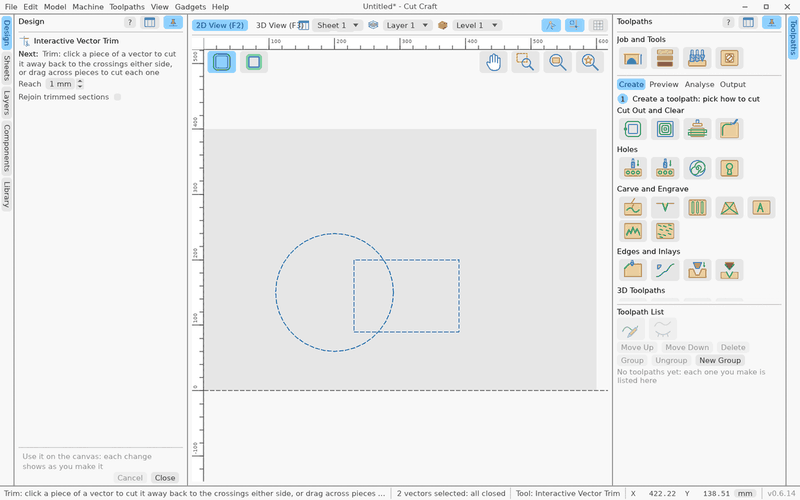 Untitled* - Cut Craft
File Edit Model Machine Toolpaths View Gadgets Help
Design
Sheets
Layers
Components
Library
Design ?
Interactive Vector Trim
Next: Trim: click a piece of a vector to cut
it away back to the crossings either side,
or drag across pieces to cut each one
Reach 1 mm
Rejoin trimmed sections
Use it on the canvas: each change
shows as you make it
Cancel Close
2D View (F2) 3D View (F3) Sheet 1 Layer 1 Level 1
100 200 300 400 500 600
500
400
300
200
100
0
-100
Toolpaths ?
Toolpaths
Job and Tools
Create Preview Analyse Output
1 Create a toolpath: pick how to cut
Cut Out and Clear
Holes
Carve and Engrave
A
Edges and Inlays
3D Toolpaths
Toolpath List
Move Up Move Down Delete
Group Ungroup New Group
No toolpaths yet: each one you make is
listed here
Trim: click a piece of a vector to cut it away back to the crossings either side, or drag across pieces ... 2 vectors selected: all closed Tool: Interactive Vector Trim X 422.22 Y 138.51 mm v0.6.14